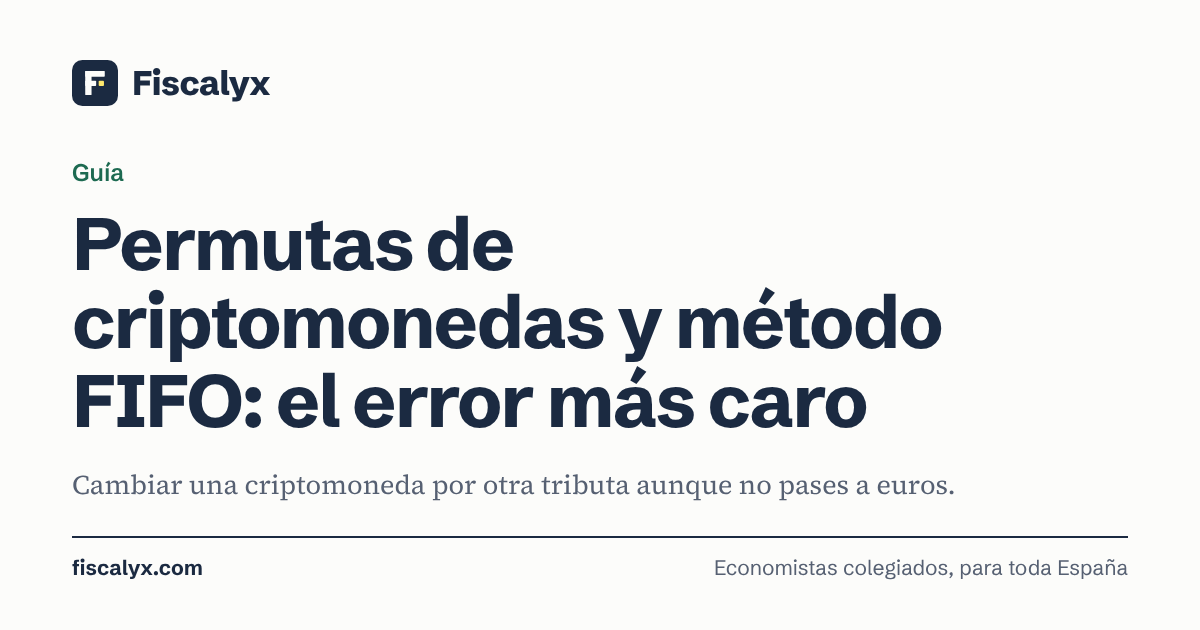 F Fiscalyx
Guía
Permutas de
criptomonedas y método
FIFO: el error más caro
Cambiar una criptomoneda por otra tributa aunque no pases a euros.
fiscalyx.com
Economistas colegiados, para toda España